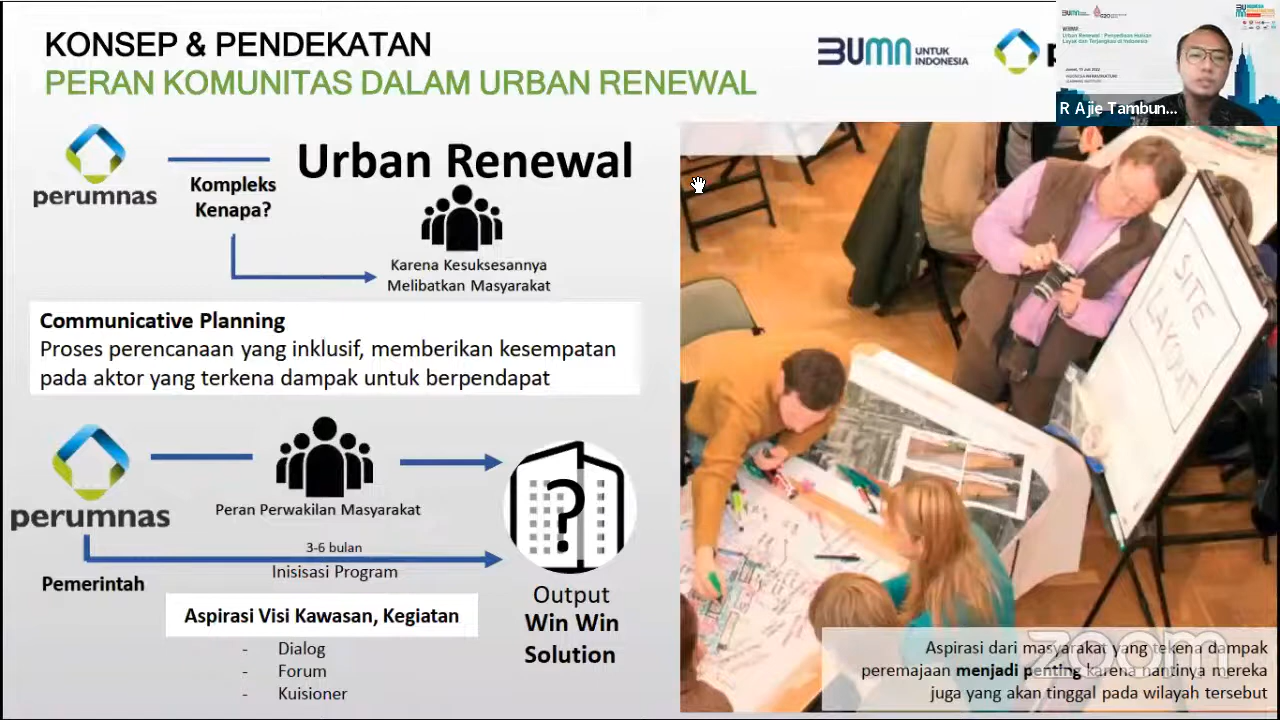 KONSEP & PENDEKATAN
PERAN KOMUNITAS DALAM URBAN RENEWAL
BUMN UNTUK
INDONESIA
R Ajie Tambun...
perumnas
Kompleks
Kenapa?
Urban Renewal
Karena Kesuksesannya
Melibatkan Masyarakat
Communicative Planning
Proses perencanaan yang inklusif, memberikan kesempatan
pada aktor yang terkena dampak untuk berpendapat
perumnas
Peran Perwakilan Masyarakat
3-6 bulan
Inisisasi Program
Pemerintah
?
Output
Win Win
Solution
Aspirasi Visi Kawasan, Kegiatan
- Dialog
- Forum
- Kuisioner
SITE
LAYOUT
Aspirasi dari masyarakat yang tekena dampak
peremajaan menjadi penting karena nantinya mereka
juga yang akan tinggal pada wilayah tersebut
zoom